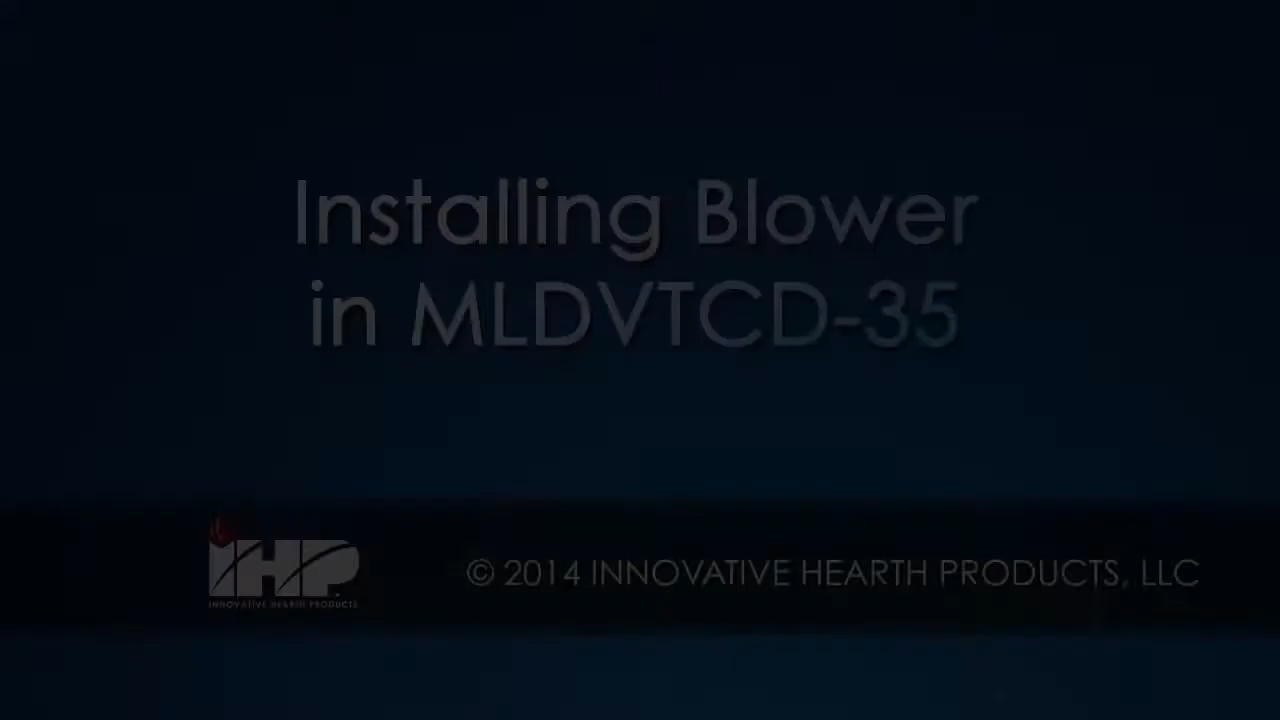 Installing Blower
in MLDVTCD-35
IHP
INNOVATIVE HEARTH PRODUCTS
© 2014 INNOVATIVE HEARTH PRODUCTS, LLC